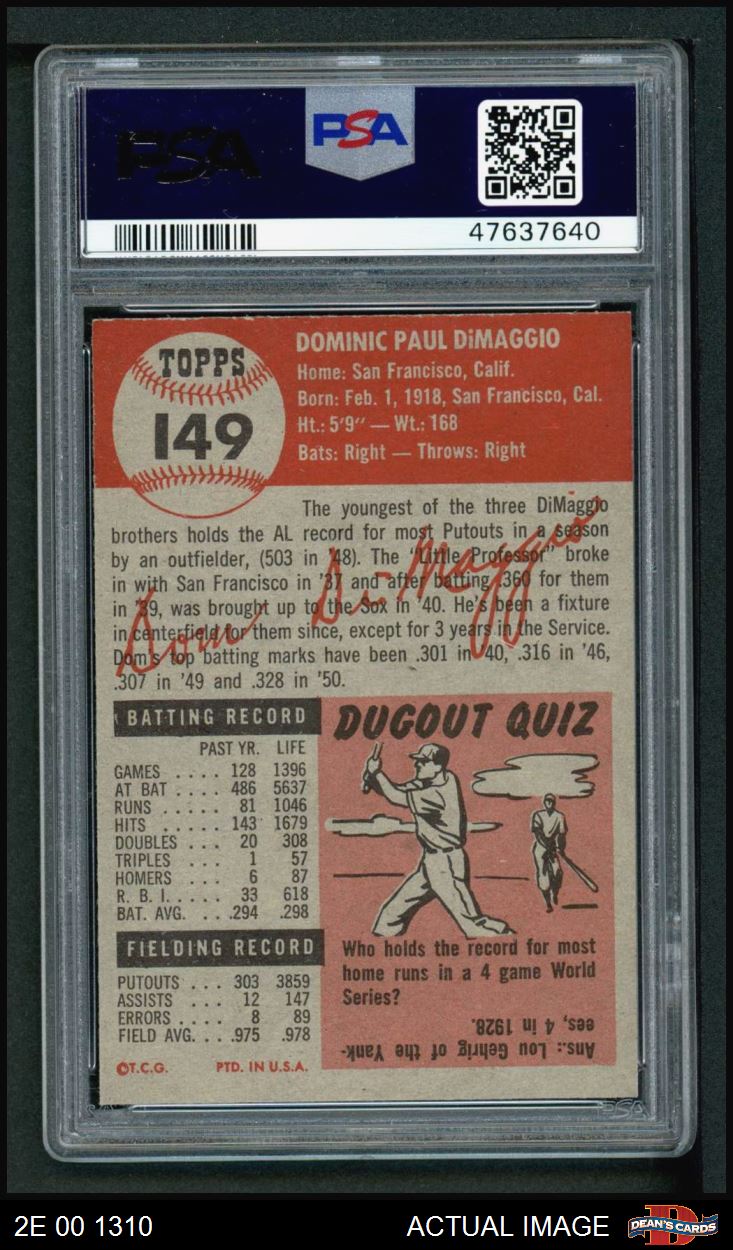 PSA
PSA
47637640
TOPPS
149
DOMINIC PAUL DiMAGGIO
Home: San Francisco, Calif.
Born: Feb. 1, 1918, San Francisco, Cal.
Ht.: 5'9" — Wt.: 168
Bats: Right — Throws: Right
The youngest of the three DiMaggio
brothers holds the AL record for most Putouts in a season
by an outfielder, (503 in '48). The "Little Professor" broke
in with San Francisco in '37 and after batting .360 for them
in '39, was brought up to the Sox in '40. He's been a fixture
in centerfield for them since, except for 3 years in the Service.
Dom's top batting marks have been .301 in '40, .316 in '46,
.307 in '49 and .328 in '50.
Dom DiMaggio
BATTING RECORD
PAST YR. LIFE
GAMES .... 128 1396
AT BAT .... 486 5637
RUNS ..... 81 1046
HITS ..... 143 1679
DOUBLES .. 20 308
TRIPLES ... 1 57
HOMERS ... 6 87
R. B. I. .... 33 618
BAT. AVG. ... .294 .298
FIELDING RECORD
PUTOUTS ... 303 3859
ASSISTS ... 12 147
ERRORS .... 8 89
FIELD AVG. ... .975 .978
©T.C.G. PTD. IN U.S.A.
DUGOUT QUIZ
Who holds the record for most
home runs in a 4 game World
Series?
Ans.: Lou Gehrig of the Yank-
ees, 4 in 1928.
PSA
2E 00 1310
ACTUAL IMAGE
DEAN'S CARDS